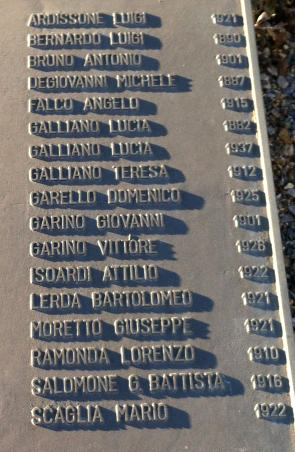 ARDISSONE LUIGI 1921
BERNARDO LUIGI 1890
BRUNO ANTONIO 1901
DEGIOVANNI MICHELE 1887
FALCO ANGELO 1915
GALLIANO LUCIA 1882
GALLIANO LUCIA 1937
GALLIANO TERESA 1912
GARELLO DOMENICO 1925
GARINO GIOVANNI 1901
GARINO VITTORE 1926
ISOARDI ATTILIO 1922
LERDA BARTOLOMEO 1921
MORETTO GIUSEPPE 1921
RAMONDA LORENZO 1910
SALOMONE G. BATTISTA 1916
SCAGLIA MARIO 1922